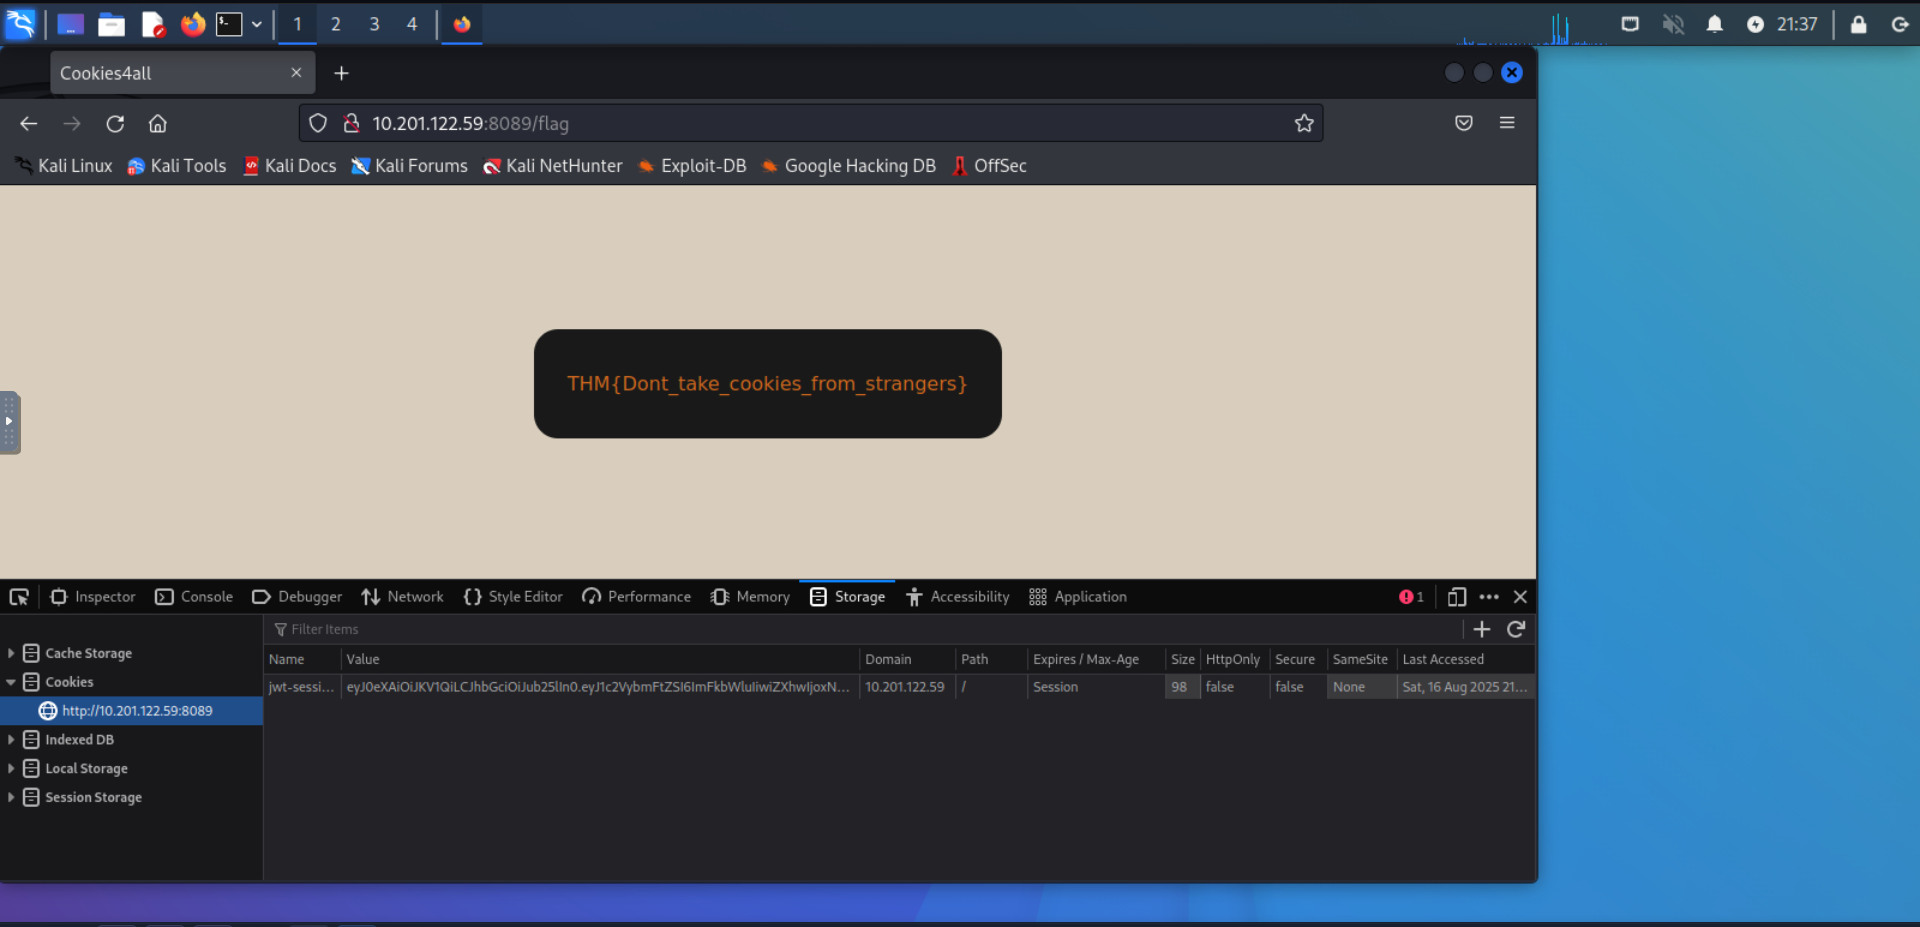 1 2 3 4 21:37
Cookies4all
10.201.122.59:8089/flag
Kali Linux Kali Tools Kali Docs Kali Forums Kali NetHunter Exploit-DB Google Hacking DB OffSec
THM{Dont_take_cookies_from_strangers}
Inspector Console Debugger Network Style Editor Performance Memory Storage Accessibility Application 1
Filter Items
Cache Storage
Cookies
http://10.201.122.59:8089
Indexed DB
Local Storage
Session Storage
Name Value Domain Path Expires / Max-Age Size HttpOnly Secure SameSite Last Accessed
jwt-sessi... eyJ0eXAiOiJKV1QiLCJhbGciOiJub25lIn0.eyJ1c2VybmFtZSI6ImFkbWluIiwiZXhwIjoxN... 10.201.122.59 / Session 98 false false None Sat, 16 Aug 2025 21...